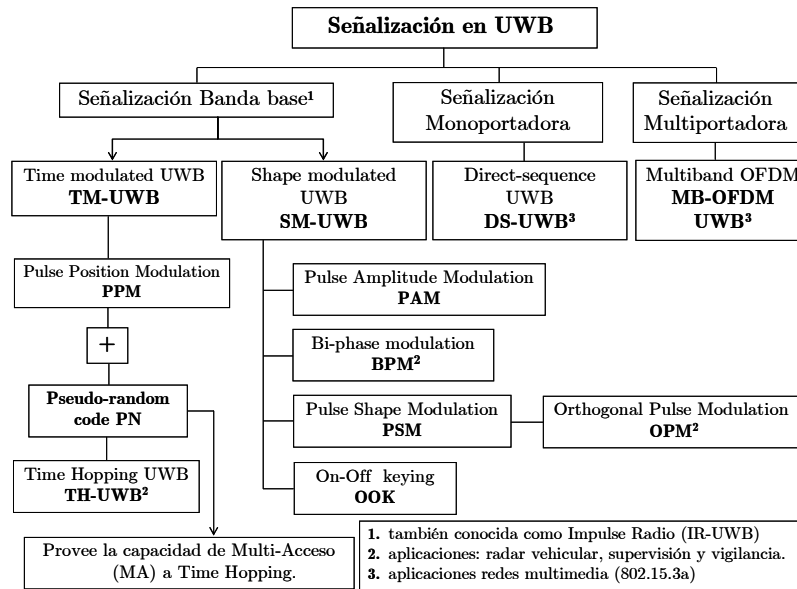 Señalización en UWB
Señalización Banda base¹
Señalización
Monoportadora
Señalización
Multiportadora
Time modulated UWB
TM-UWB
Shape modulated
UWB
SM-UWB
Direct-sequence
UWB
DS-UWB³
Multiband OFDM
MB-OFDM
UWB³
Pulse Position Modulation
PPM
+
Pseudo-random
code PN
Time Hopping UWB
TH-UWB²
Provee la capacidad de Multi-Acceso
(MA) a Time Hopping.
Pulse Amplitude Modulation
PAM
Bi-phase modulation
BPM²
Pulse Shape Modulation
PSM
Orthogonal Pulse Modulation
OPM²
On-Off keying
OOK
1. también conocida como Impulse Radio (IR-UWB)
2. aplicaciones: radar vehicular, supervisión y vigilancia.
3. aplicaciones redes multimedia (802.15.3a)